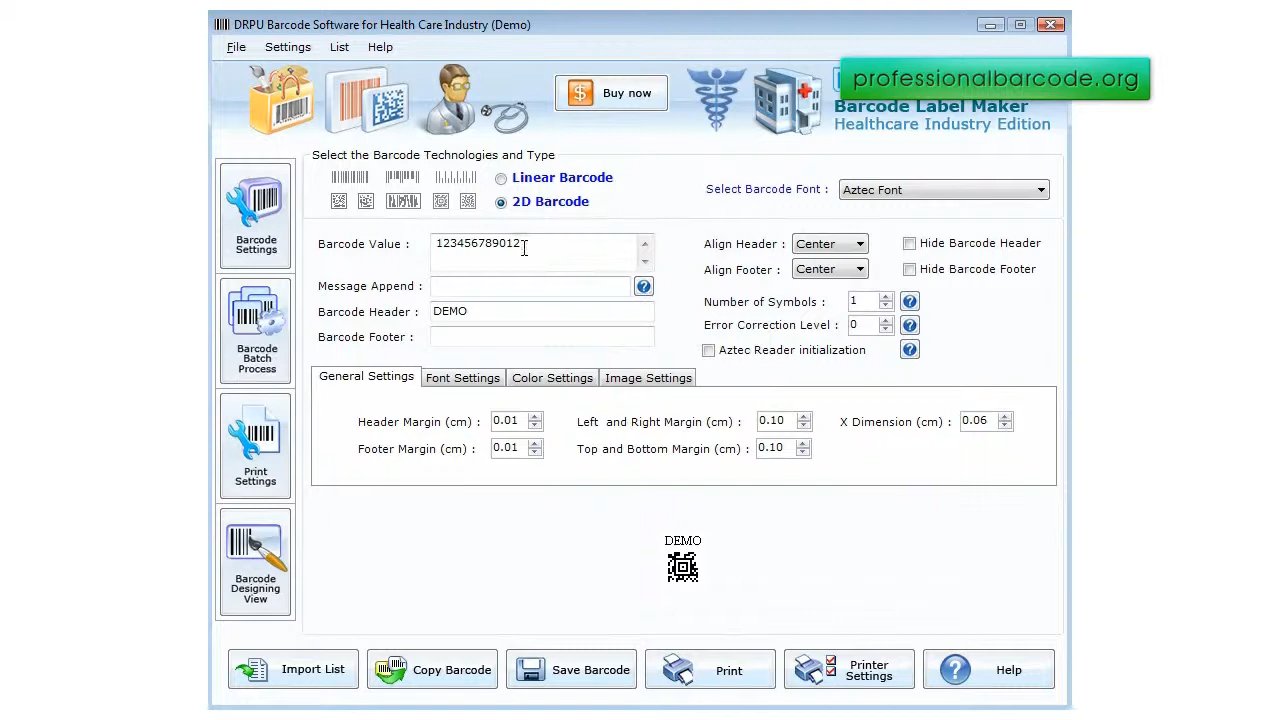 DRPU Barcode Software for Health Care Industry (Demo)
File Settings List Help
professionalbarcode.org
Buy now
Barcode Label Maker
Healthcare Industry Edition
Select the Barcode Technologies and Type
Linear Barcode
2D Barcode
Select Barcode Font : Aztec Font
Barcode Settings
Barcode Value : 123456789012
Message Append :
Barcode Header : DEMO
Barcode Footer :
Align Header : Center
Align Footer : Center
Hide Barcode Header
Hide Barcode Footer
Number of Symbols : 1
Error Correction Level : 0
Aztec Reader initialization
Barcode Batch Process
General Settings Font Settings Color Settings Image Settings
Header Margin (cm) : 0.01 Left and Right Margin (cm) : 0.10 X Dimension (cm) : 0.06
Footer Margin (cm) : 0.01 Top and Bottom Margin (cm) : 0.10
Print Settings
Barcode Designing View
DEMO
Import List Copy Barcode Save Barcode Print Printer Settings Help